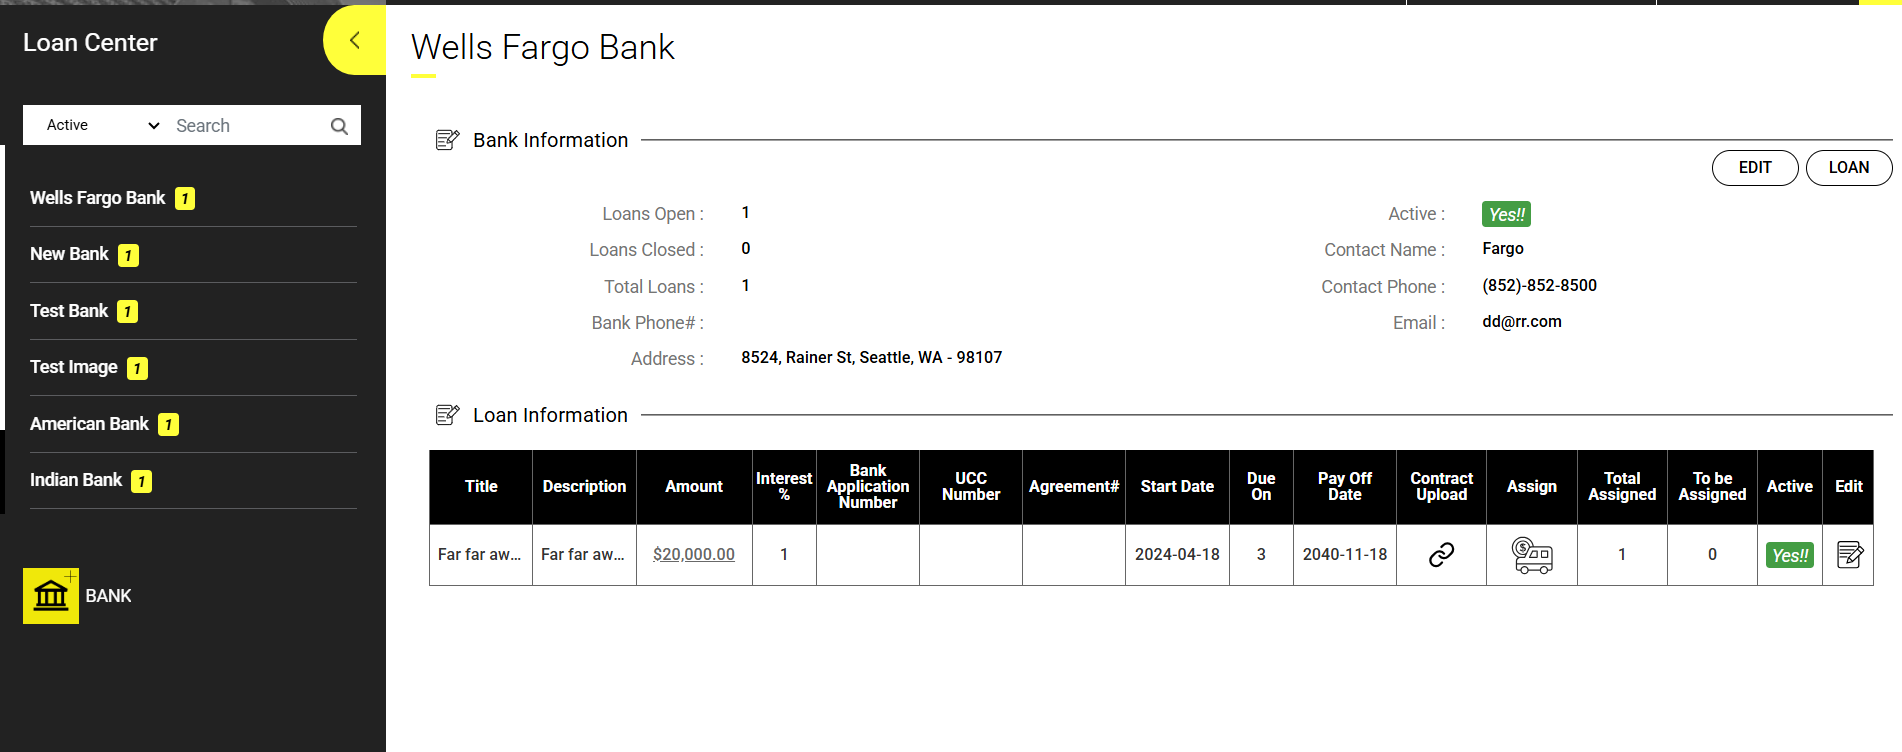 Loan Center
Active Search
Wells Fargo Bank 1
New Bank 1
Test Bank 1
Test Image 1
American Bank 1
Indian Bank 1
BANK
Wells Fargo Bank
Bank Information
EDIT LOAN
Loans Open : 1
Loans Closed : 0
Total Loans : 1
Bank Phone# :
Address : 8524, Rainer St, Seattle, WA - 98107
Active : Yes!!
Contact Name : Fargo
Contact Phone : (852)-852-8500
Email : dd@rr.com
Loan Information
Title Description Amount Interest % Bank Application Number UCC Number Agreement# Start Date Due On Pay Off Date Contract Upload Assign Total Assigned To be Assigned Active Edit
Far far aw... Far far aw... $20,000.00 1 2024-04-18 3 2040-11-18 1 0 Yes!!